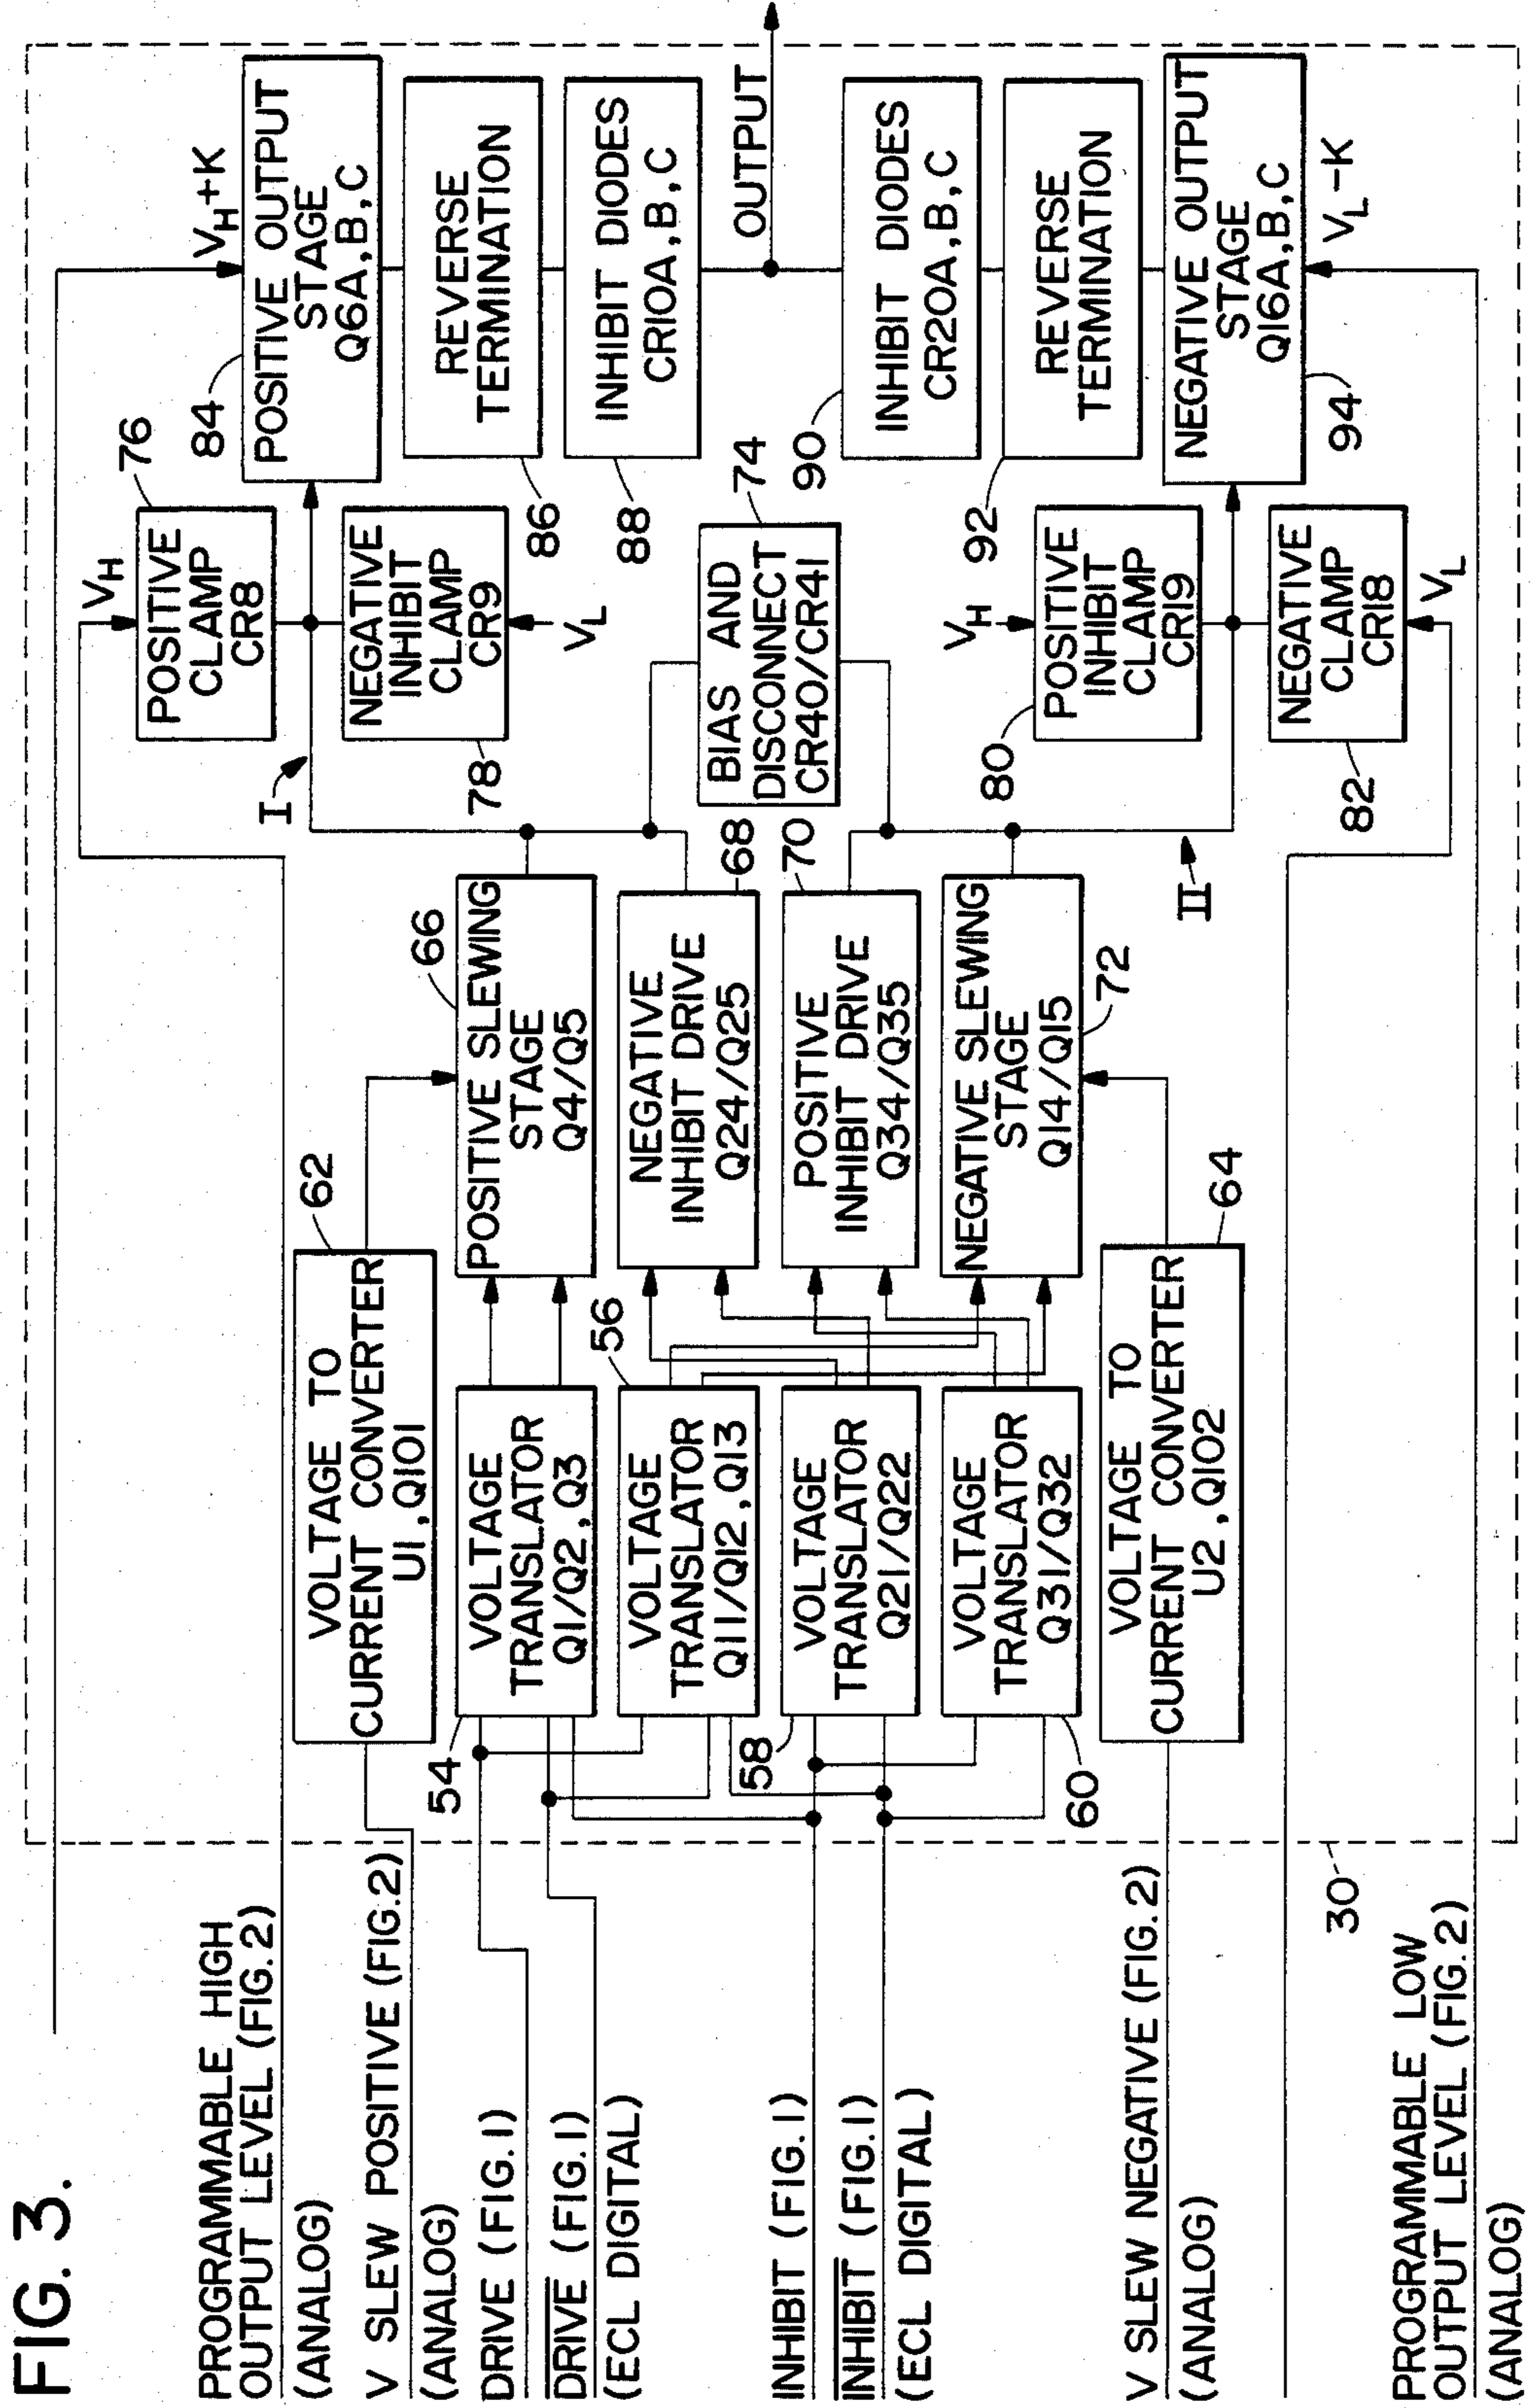 FIG. 3.
PROGRAMMABLE HIGH
OUTPUT LEVEL (FIG. 2)
(ANALOG)
V SLEW POSITIVE (FIG. 2)
(ANALOG)
DRIVE (FIG. 1)
DRIVE (FIG. 1)
(ECL DIGITAL)
INHIBIT (FIG. 1)
INHIBIT (FIG. 1)
(ECL DIGITAL)
V SLEW NEGATIVE (FIG. 2)
(ANALOG)
PROGRAMMABLE LOW
OUTPUT LEVEL (FIG. 2)
(ANALOG)
30
62
VOLTAGE TO
CURRENT CONVERTER
U1, Q101
54
VOLTAGE
TRANSLATOR
Q1/Q2, Q3
56
VOLTAGE
TRANSLATOR
Q11/Q12, Q13
58
VOLTAGE
TRANSLATOR
Q21/Q22
60
VOLTAGE
TRANSLATOR
Q31/Q32
64
VOLTAGE TO
CURRENT CONVERTER
U2, Q102
66
POSITIVE SLEWING
STAGE
Q4/Q5
68
NEGATIVE
INHIBIT DRIVE
Q24/Q25
70
POSITIVE
INHIBIT DRIVE
Q34/Q35
72
NEGATIVE SLEWING
STAGE
Q14/Q15
I
II
VH
76
POSITIVE
CLAMP
CR8
78
NEGATIVE
INHIBIT
CLAMP
CR9
VL
74
BIAS AND
DISCONNECT
CR40/CR41
VH
80
POSITIVE
INHIBIT
CLAMP
CR19
82
NEGATIVE
CLAMP
CR18
VL
VH+K
84
POSITIVE OUTPUT
STAGE
Q6A, B, C
86
REVERSE
TERMINATION
88
INHIBIT DIODES
CR10A, B, C
OUTPUT
90
INHIBIT DIODES
CR20A, B, C
92
REVERSE
TERMINATION
94
NEGATIVE OUTPUT
STAGE
Q16A, B, C
VL-K